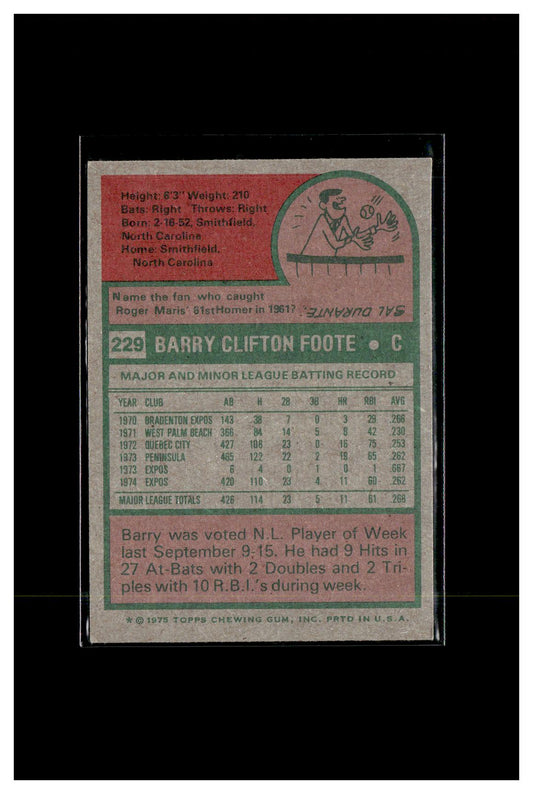 Height: 6'3" Weight: 210
Bats: Right Throws: Right
Born: 2-16-52, Smithfield,
North Carolina
Home: Smithfield,
North Carolina
Name the fan who caught
Roger Maris' 61st Homer in 1961?
SAL DURANTE.
229 BARRY CLIFTON FOOTE • C
MAJOR AND MINOR LEAGUE BATTING RECORD
YEAR CLUB AB H 2B 3B HR RBI AVG
1970 BRADENTON EXPOS 143 38 7 0 3 29 .266
1971 WEST PALM BEACH 366 84 14 5 8 42 .230
1972 QUEBEC CITY 427 108 23 0 16 75 .253
1973 PENINSULA 465 122 22 2 19 65 .262
1973 EXPOS 6 4 0 1 0 1 .667
1974 EXPOS 420 110 23 4 11 60 .262
MAJOR LEAGUE TOTALS 426 114 23 5 11 61 .268
Barry was voted N.L. Player of Week
last September 9-15. He had 9 Hits in
27 At-Bats with 2 Doubles and 2 Tri-
ples with 10 R.B.I.'s during week.
* © 1975 TOPPS CHEWING GUM, INC. PRTD IN U.S.A.